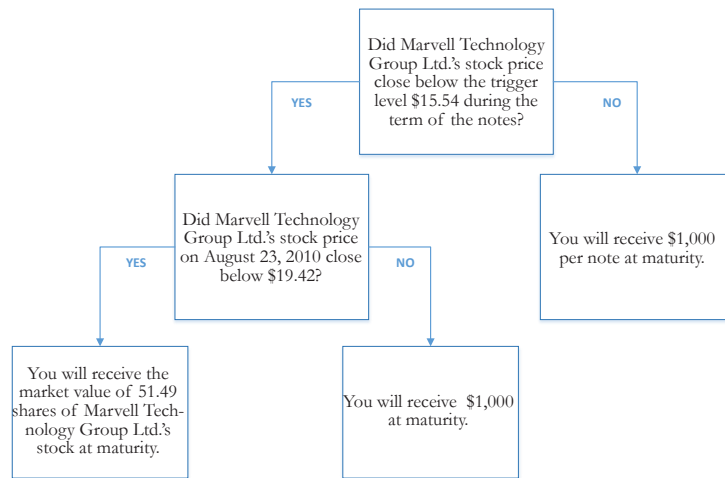 Did Marvell Technology
Group Ltd.'s stock price
close below the trigger
level $15.54 during the
term of the notes?
YES
NO
Did Marvell Technology
Group Ltd.'s stock price
on August 23, 2010 close
below $19.42?
You will receive $1,000
per note at maturity.
YES
NO
You will receive the
market value of 51.49
shares of Marvell Tech-
nology Group Ltd.'s
stock at maturity.
You will receive $1,000
at maturity.